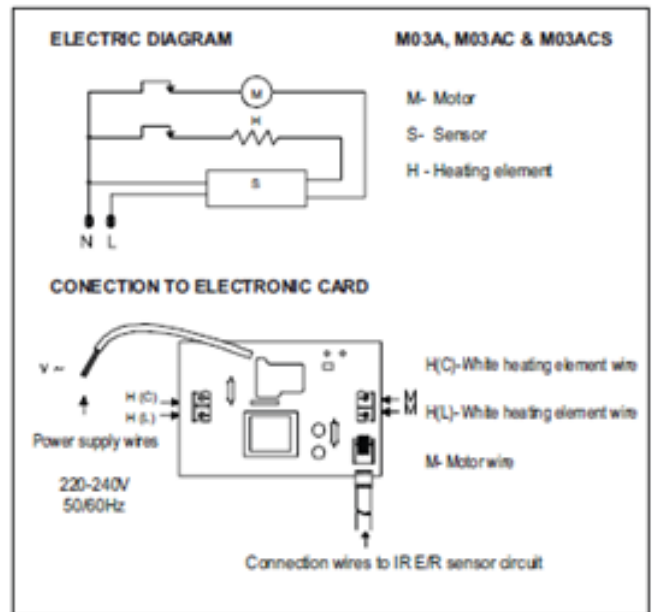 ELECTRIC DIAGRAM
M03A, M03AC & M03ACS
M
H
S
N L
M- Motor
S- Sensor
H - Heating element
CONECTION TO ELECTRONIC CARD
V ~
H (C)
H (L)
Power supply wires
220-240V
50/60Hz
M
M
H(C)-White heating element wire
H(L)-White heating element wire
M-Motor wire
Connection wires to IR E/R sensor circuit